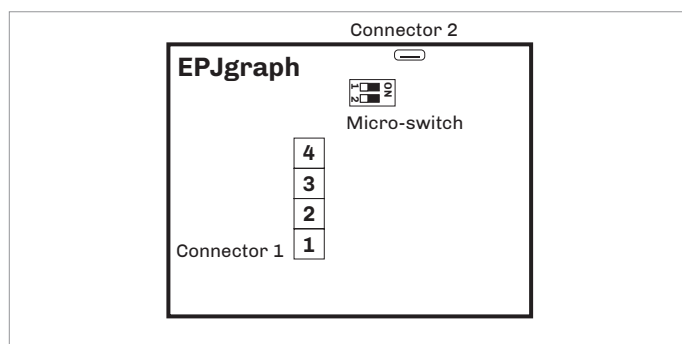 Connector 2
EPJgraph
1 2 ON
Micro-switch
4
3
2
Connector 1 1